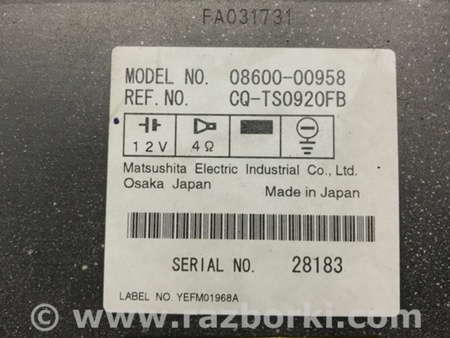 FA031731
MODEL NO. 08600-00958
REF. NO. CQ-TS0920FB
12V 4Ω
Matsushita Electric Industrial Co., Ltd.
Osaka Japan Made in Japan
SERIAL NO. 28183
LABEL NO. YEFM01968A
© www.razborki.com